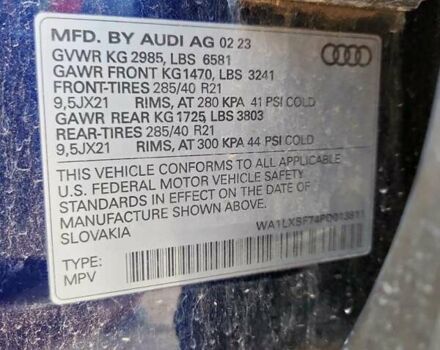 MFD. BY AUDI AG 02 23
GVWR KG 2985, LBS 6581
GAWR FRONT KG1470, LBS 3241
FRONT-TIRES 285/40 R21
9,5JX21 RIMS, AT 280 KPA 41 PSI COLD
GAWR REAR KG 1725, LBS 3803
REAR-TIRES 285/40 R21
9,5JX21 RIMS, AT 300 KPA 44 PSI COLD
THIS VEHICLE CONFORMS TO ALL APPLICABLE
U.S. FEDERAL MOTOR VEHICLE SAFETY
STANDARDS IN EFFECT ON THE DATE OF
MANUFACTURE SHOWN ABOVE.
SLOVAKIA
WA1LXBF74PD013811
TYPE:
MPV